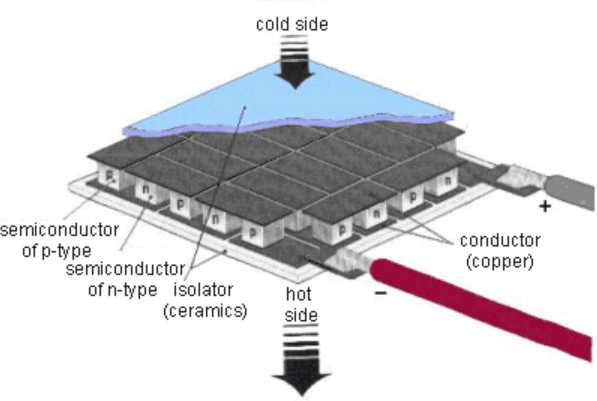 cold side
p
n
p
n
p
p
n
p
n
+
semiconductor
of p-type
semiconductor
of n-type
isolator
(ceramics)
conductor
(copper)
hot
side
−